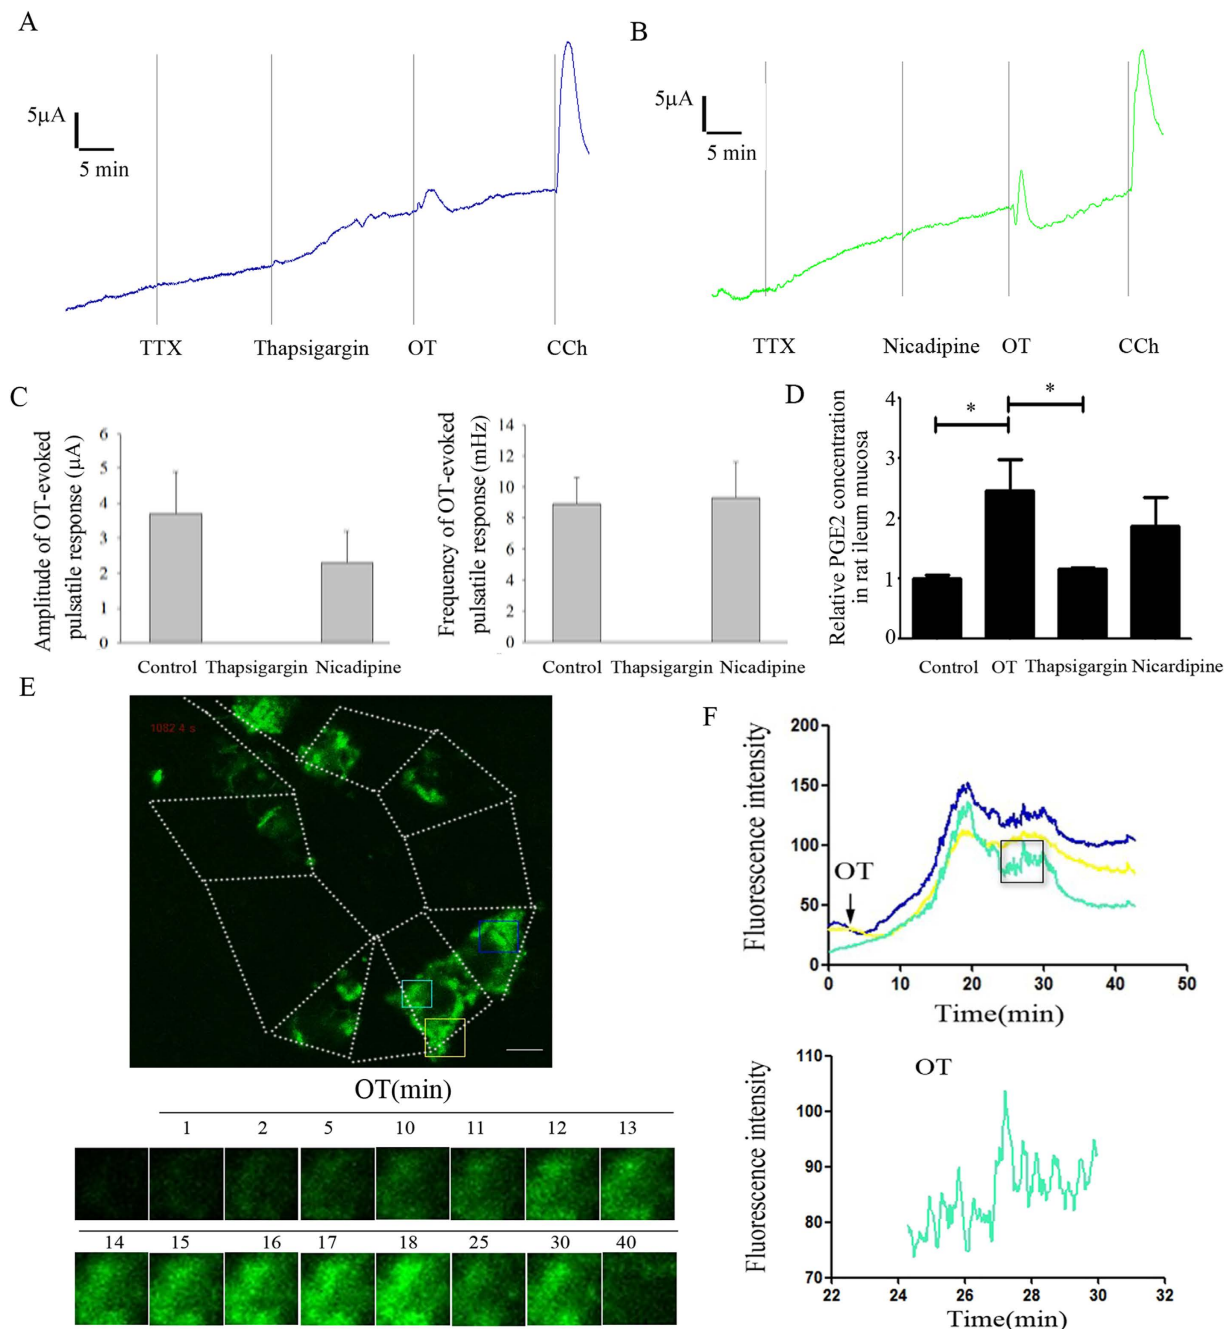 A
5μA
5 min
TTX
Thapsigargin
OT
CCh
B
5μA
5 min
TTX
Nicadipine
OT
CCh
C
Amplitude of OT-evoked
pulsatile response (μA)
6
5
4
3
2
1
0
Control
Thapsigargin
Nicadipine
Frequency of OT-evoked
pulsatile response (mHz)
14
12
10
8
6
4
2
0
Control
Thapsigargin
Nicadipine
D
Relative PGE2 concentration
in rat ileum mucosa
4
3
2
1
0
*
*
Control
OT
Thapsigargin
Nicardipine
E
1082 4 s
OT(min)
1 2 5 10 11 12 13
14 15 16 17 18 25 30 40
F
Fluorescence intensity
200
150
100
50
0
OT
0 10 20 30 40 50
Time(min)
Fluorescence intensity
110
100
90
80
70
OT
22 24 26 28 30 32
Time(min)